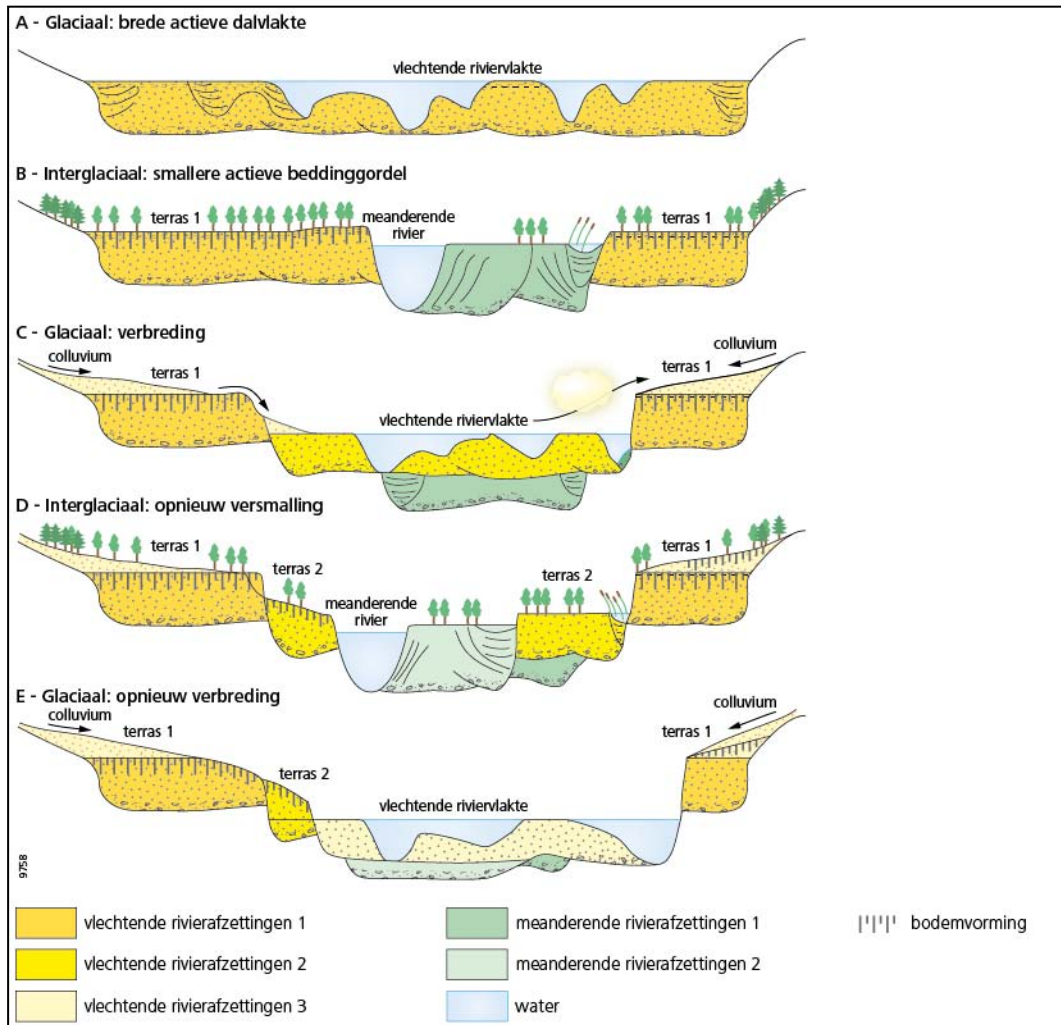 A - Glaciaal: brede actieve dalvlakte
vlechtende riviervlakte
B - Interglaciaal: smallere actieve beddinggordel
terras 1
meanderende
rivier
terras 1
C - Glaciaal: verbreding
colluvium
terras 1
vlechtende riviervlakte
colluvium
terras 1
D - Interglaciaal: opnieuw versmalling
terras 1
terras 2
meanderende
rivier
terras 2
terras 1
E - Glaciaal: opnieuw verbreding
colluvium
terras 1
terras 2
vlechtende riviervlakte
colluvium
terras 1
9758
vlechtende rivierafzettingen 1
meanderende rivierafzettingen 1
bodemvorming
vlechtende rivierafzettingen 2
meanderende rivierafzettingen 2
vlechtende rivierafzettingen 3
water